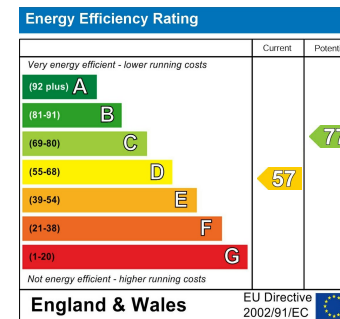 Energy Efficiency Rating
Current Potenti
Very energy efficient - lower running costs
(92 plus) A
(81-91) B
(69-80) C
77
(55-68) D
57
(39-54) E
(21-38) F
(1-20) G
Not energy efficient - higher running costs
England & Wales
EU Directive
2002/91/EC